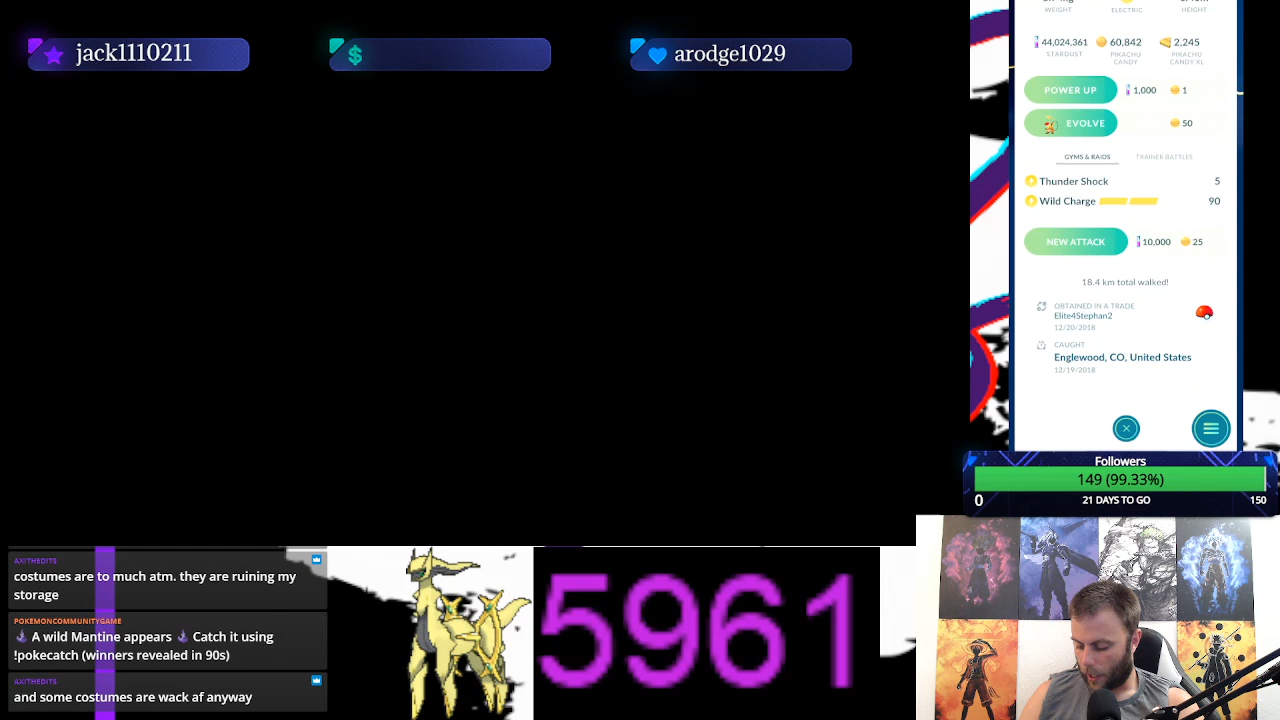 jack1110211
$
arodge1029
WEIGHT ELECTRIC HEIGHT
44,024,361 60,842 2,245
STARDUST PIKACHU CANDY PIKACHU CANDY XL
POWER UP 1,000 1
EVOLVE 50
GYMS & RAIDS TRAINER BATTLES
Thunder Shock 5
Wild Charge 90
NEW ATTACK 10,000 25
18.4 km total walked!
OBTAINED IN A TRADE
Elite4Stephan2
12/20/2018
CAUGHT
Englewood, CO, United States
12/19/2018
Followers
149 (99.33%)
0 21 DAYS TO GO 150
AXITHEDITS
costumes are to much atm. they are ruining my
storage
POKEMONCOMMUNITYGAME
A wild Mantine appears Catch it using
!pokecatch (winners revealed in 90s)
AXITHEDITS
and some costumes are wack af anyway
5961